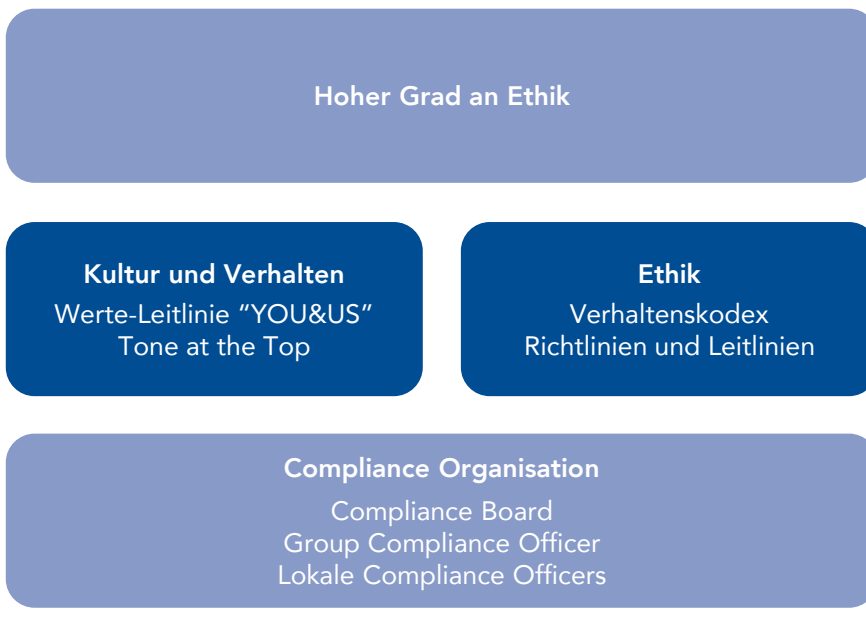 Hoher Grad an Ethik
Kultur und Verhalten
Werte-Leitlinie “YOU&US”
Tone at the Top
Ethik
Verhaltenskodex
Richtlinien und Leitlinien
Compliance Organisation
Compliance Board
Group Compliance Officer
Lokale Compliance Officers